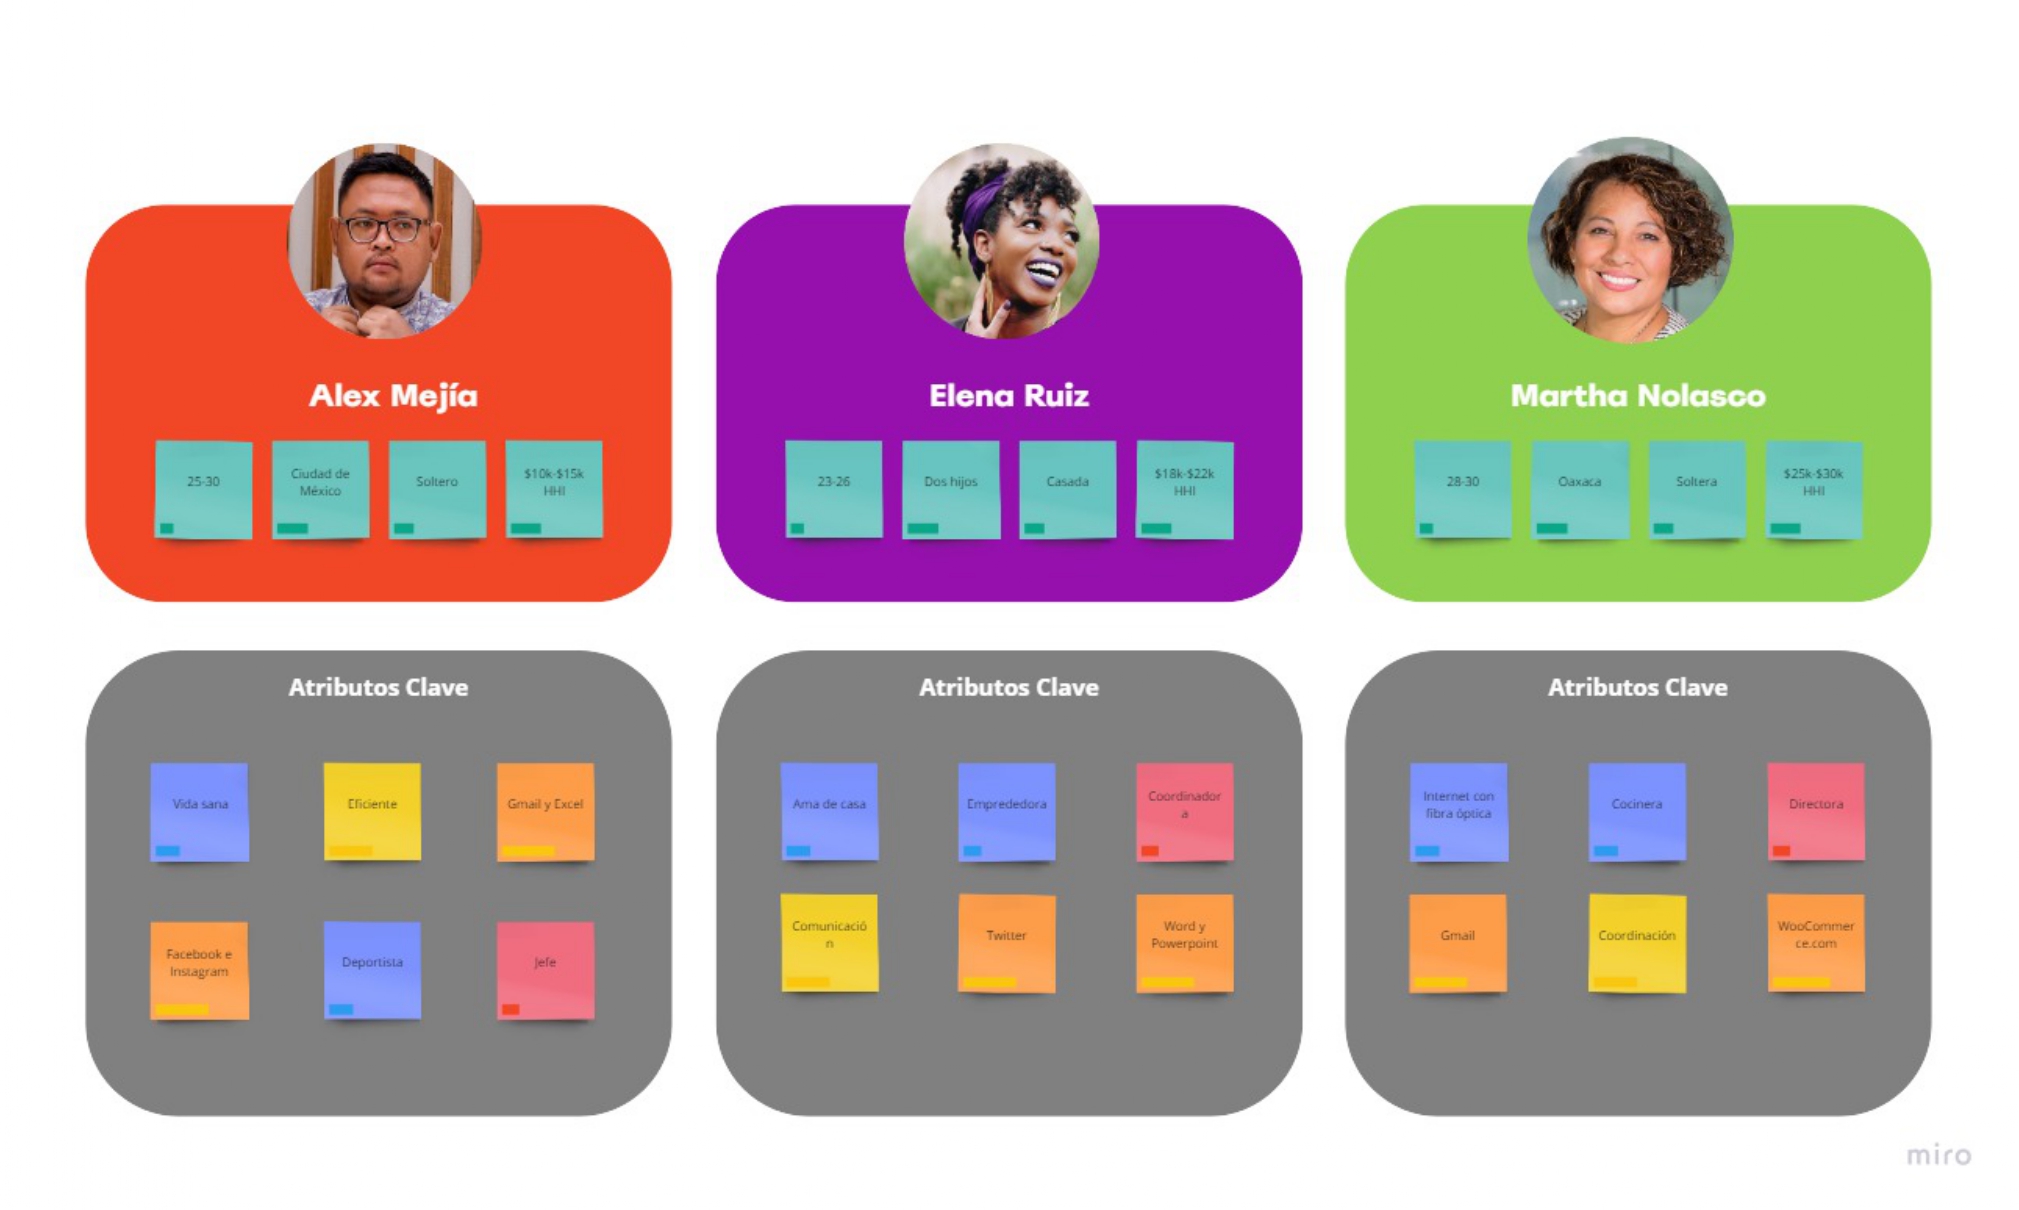 Alex Mejía
25-30
Ciudad de
México
Soltero
$10k-$15k
HHI
Elena Ruiz
23-26
Dos hijos
Casada
$18k-$22k
HHI
Martha Nolasco
28-30
Oaxaca
Soltera
$25k-$30k
HHI
Atributos Clave
Vida sana
Eficiente
Gmail y Excel
Facebook e
Instagram
Deportista
Jefe
Atributos Clave
Ama de casa
Emprededora
Coordinador
a
Comunicació
n
Twitter
Word y
Powerpoint
Atributos Clave
Internet con
fibra óptica
Cocinera
Directora
Gmail
Coordinación
WooCommer
ce.com
miro